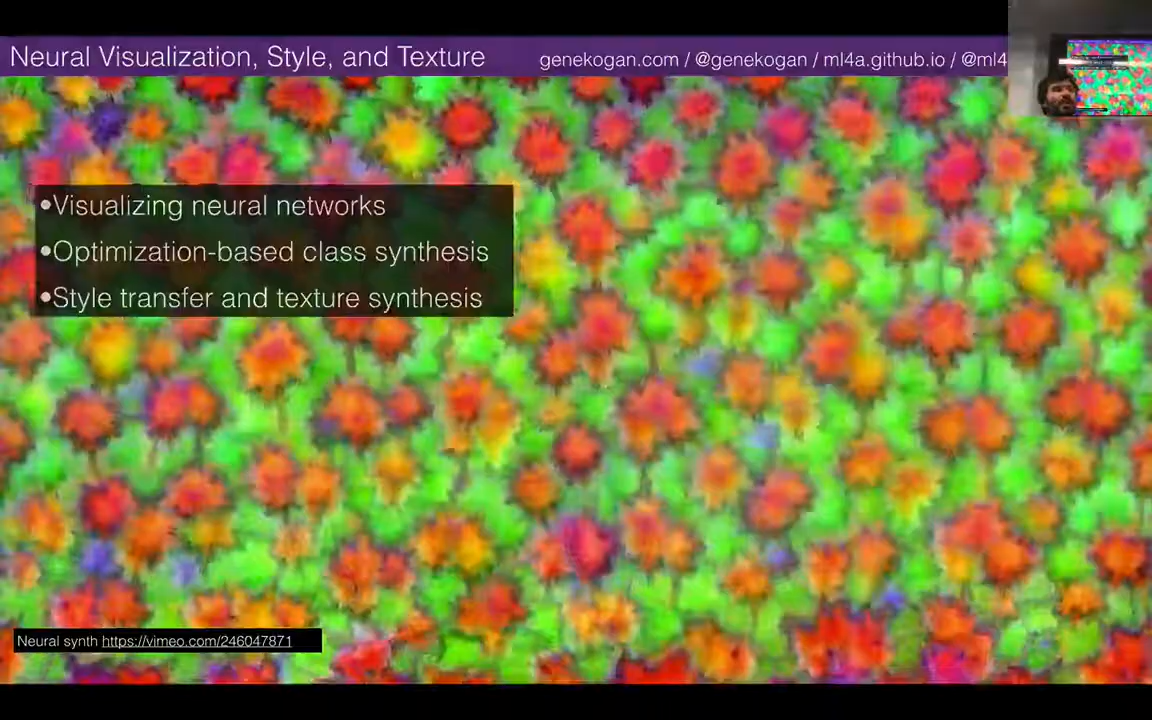 Neural Visualization, Style, and Texture
genekogan.com / @genekogan / ml4a.github.io / @ml4
•Visualizing neural networks
•Optimization-based class synthesis
•Style transfer and texture synthesis
Neural synth https://vimeo.com/246047871